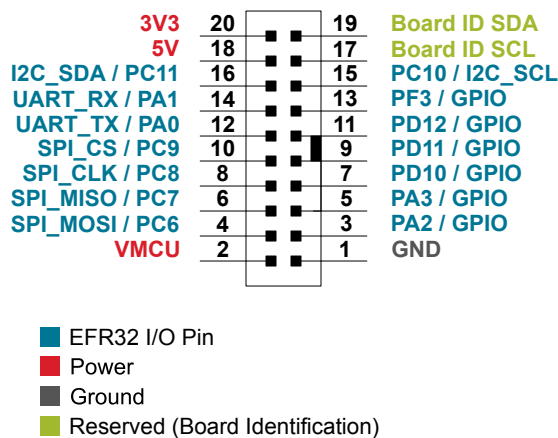 3V3 20 19 Board ID SDA
5V 18 17 Board ID SCL
I2C_SDA / PC11 16 15 PC10 / I2C_SCL
UART_RX / PA1 14 13 PF3 / GPIO
UART_TX / PA0 12 11 PD12 / GPIO
SPI_CS / PC9 10 9 PD11 / GPIO
SPI_CLK / PC8 8 7 PD10 / GPIO
SPI_MISO / PC7 6 5 PA3 / GPIO
SPI_MOSI / PC6 4 3 PA2 / GPIO
VMCU 2 1 GND
EFR32 I/O Pin
Power
Ground
Reserved (Board Identification)